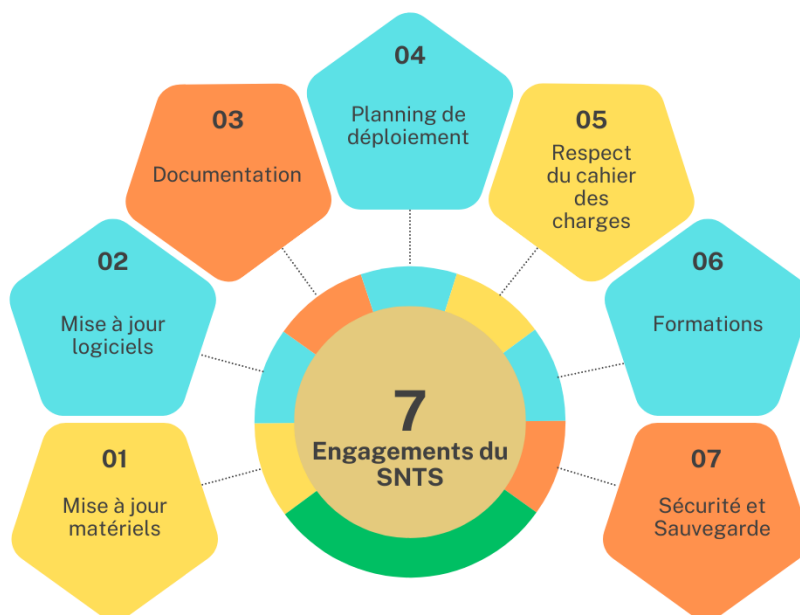 01
Mise à jour
matériels
02
Mise à jour
logiciels
03
Documentation
04
Planning de
déploiement
05
Respect
du cahier
des
charges
06
Formations
07
Sécurité et
Sauvegarde
7
Engagements du
SNTS